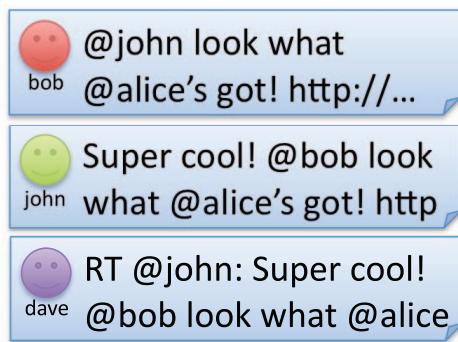 @john look what
bob
@alice's got! http://...
Super cool! @bob look
john
what @alice's got! http
RT @john: Super cool!
dave
@bob look what @alice